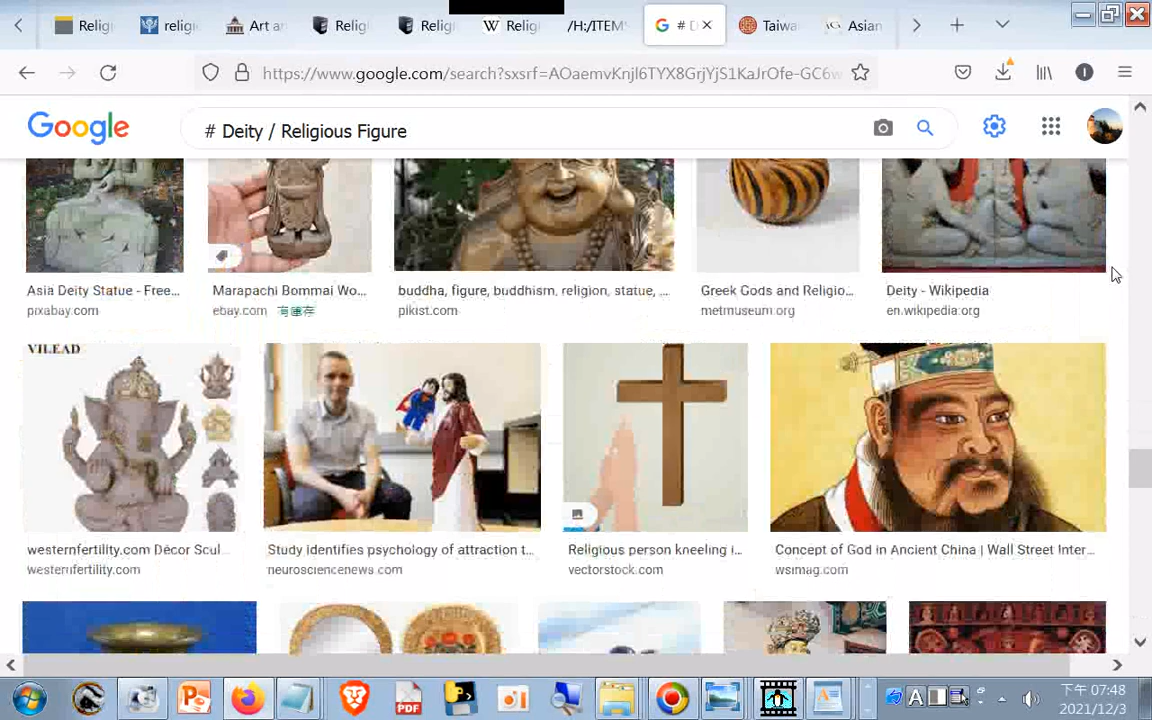 Relig
religi
Art an
Religi
Religi
W Relig
/H:/ITEM
G # D
Taiwa
Asian
https://www.google.com/search?sxsrf=AOaemvKnjl6TYX8GrjYjS1KaJrOfe-GC6w
Google
# Deity / Religious Figure
Asia Deity Statue - Free...
pixabay.com
Marapachi Bommai Wo...
ebay.com 有庫存
buddha, figure, buddhism, religion, statue, ...
pikist.com
Greek Gods and Religio...
metmuseum.org
Deity - Wikipedia
en.wikipedia.org
VILEAD
westernfertility.com Décor Scul...
westernfertility.com
Study identifies psychology of attraction t...
neurosciencenews.com
Religious person kneeling i...
vectorstock.com
Concept of God in Ancient China | Wall Street Inter...
wsimag.com
PDF
A
下午 07:48
2021/12/3